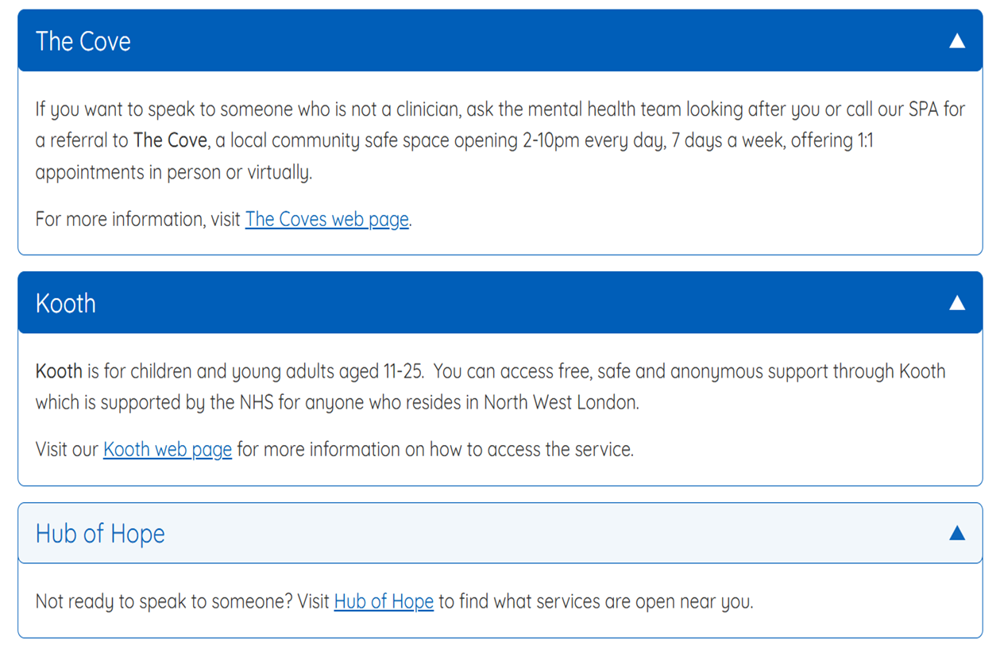 The Cove
If you want to speak to someone who is not a clinician, ask the mental health team looking after you or call our SPA for
a referral to The Cove, a local community safe space opening 2-10pm every day, 7 days a week, offering 1:1
appointments in person or virtually.
For more information, visit The Coves web page.
Kooth
Kooth is for children and young adults aged 11-25.  You can access free, safe and anonymous support through Kooth
which is supported by the NHS for anyone who resides in North West London.
Visit our Kooth web page for more information on how to access the service.
Hub of Hope
Not ready to speak to someone? Visit Hub of Hope to find what services are open near you.